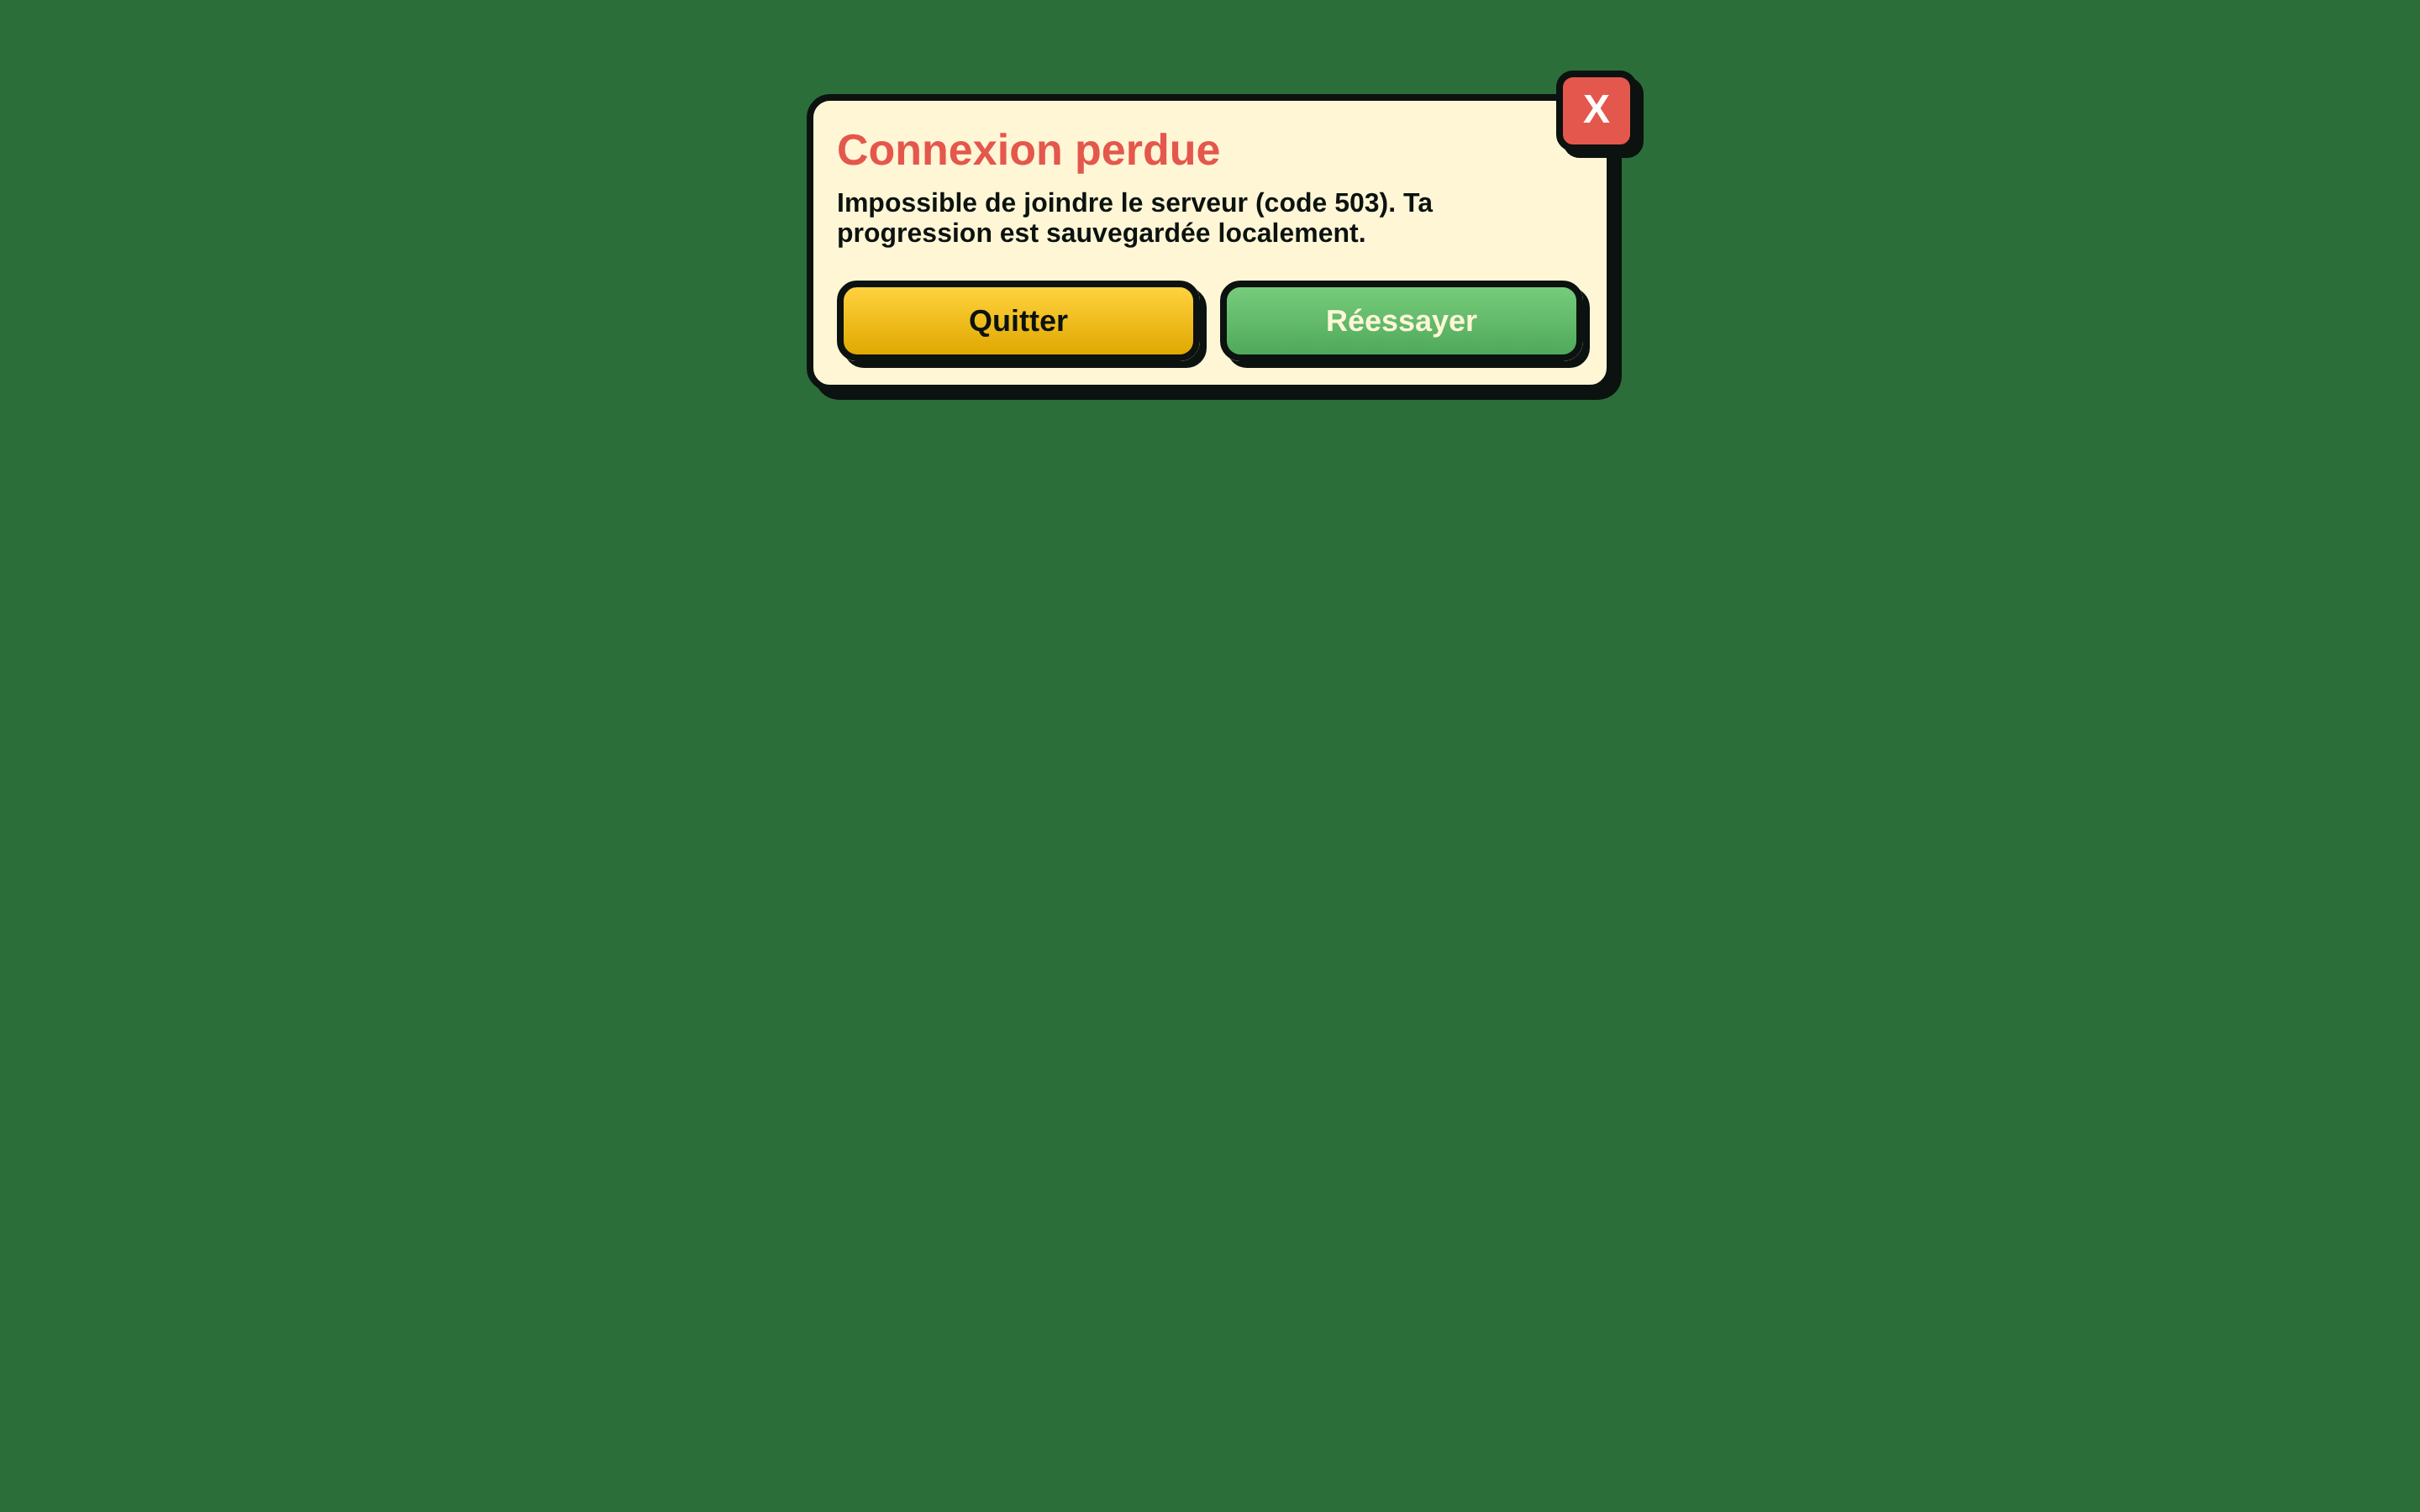 X
Connexion perdue
Impossible de joindre le serveur (code 503). Ta
progression est sauvegardée localement.
Quitter
Réessayer